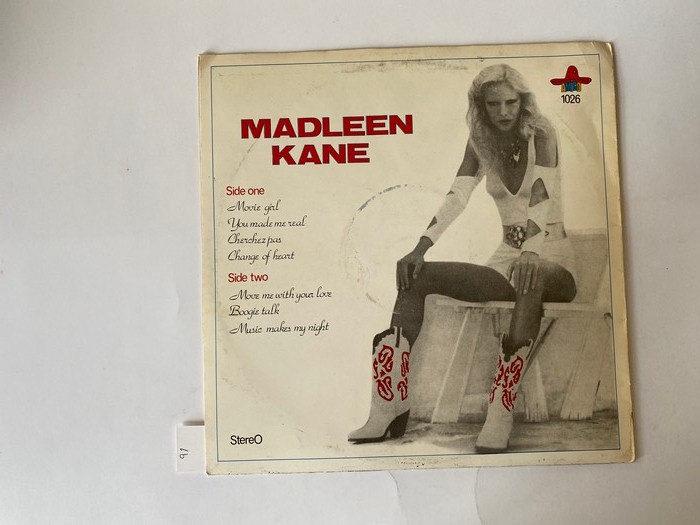 MADLEEN
KANE
1026
Side one
Movie girl
You made me real
Cherchez pas
Change of heart
Side two
Move me with your love
Boogie talk
Music makes my night
StereO